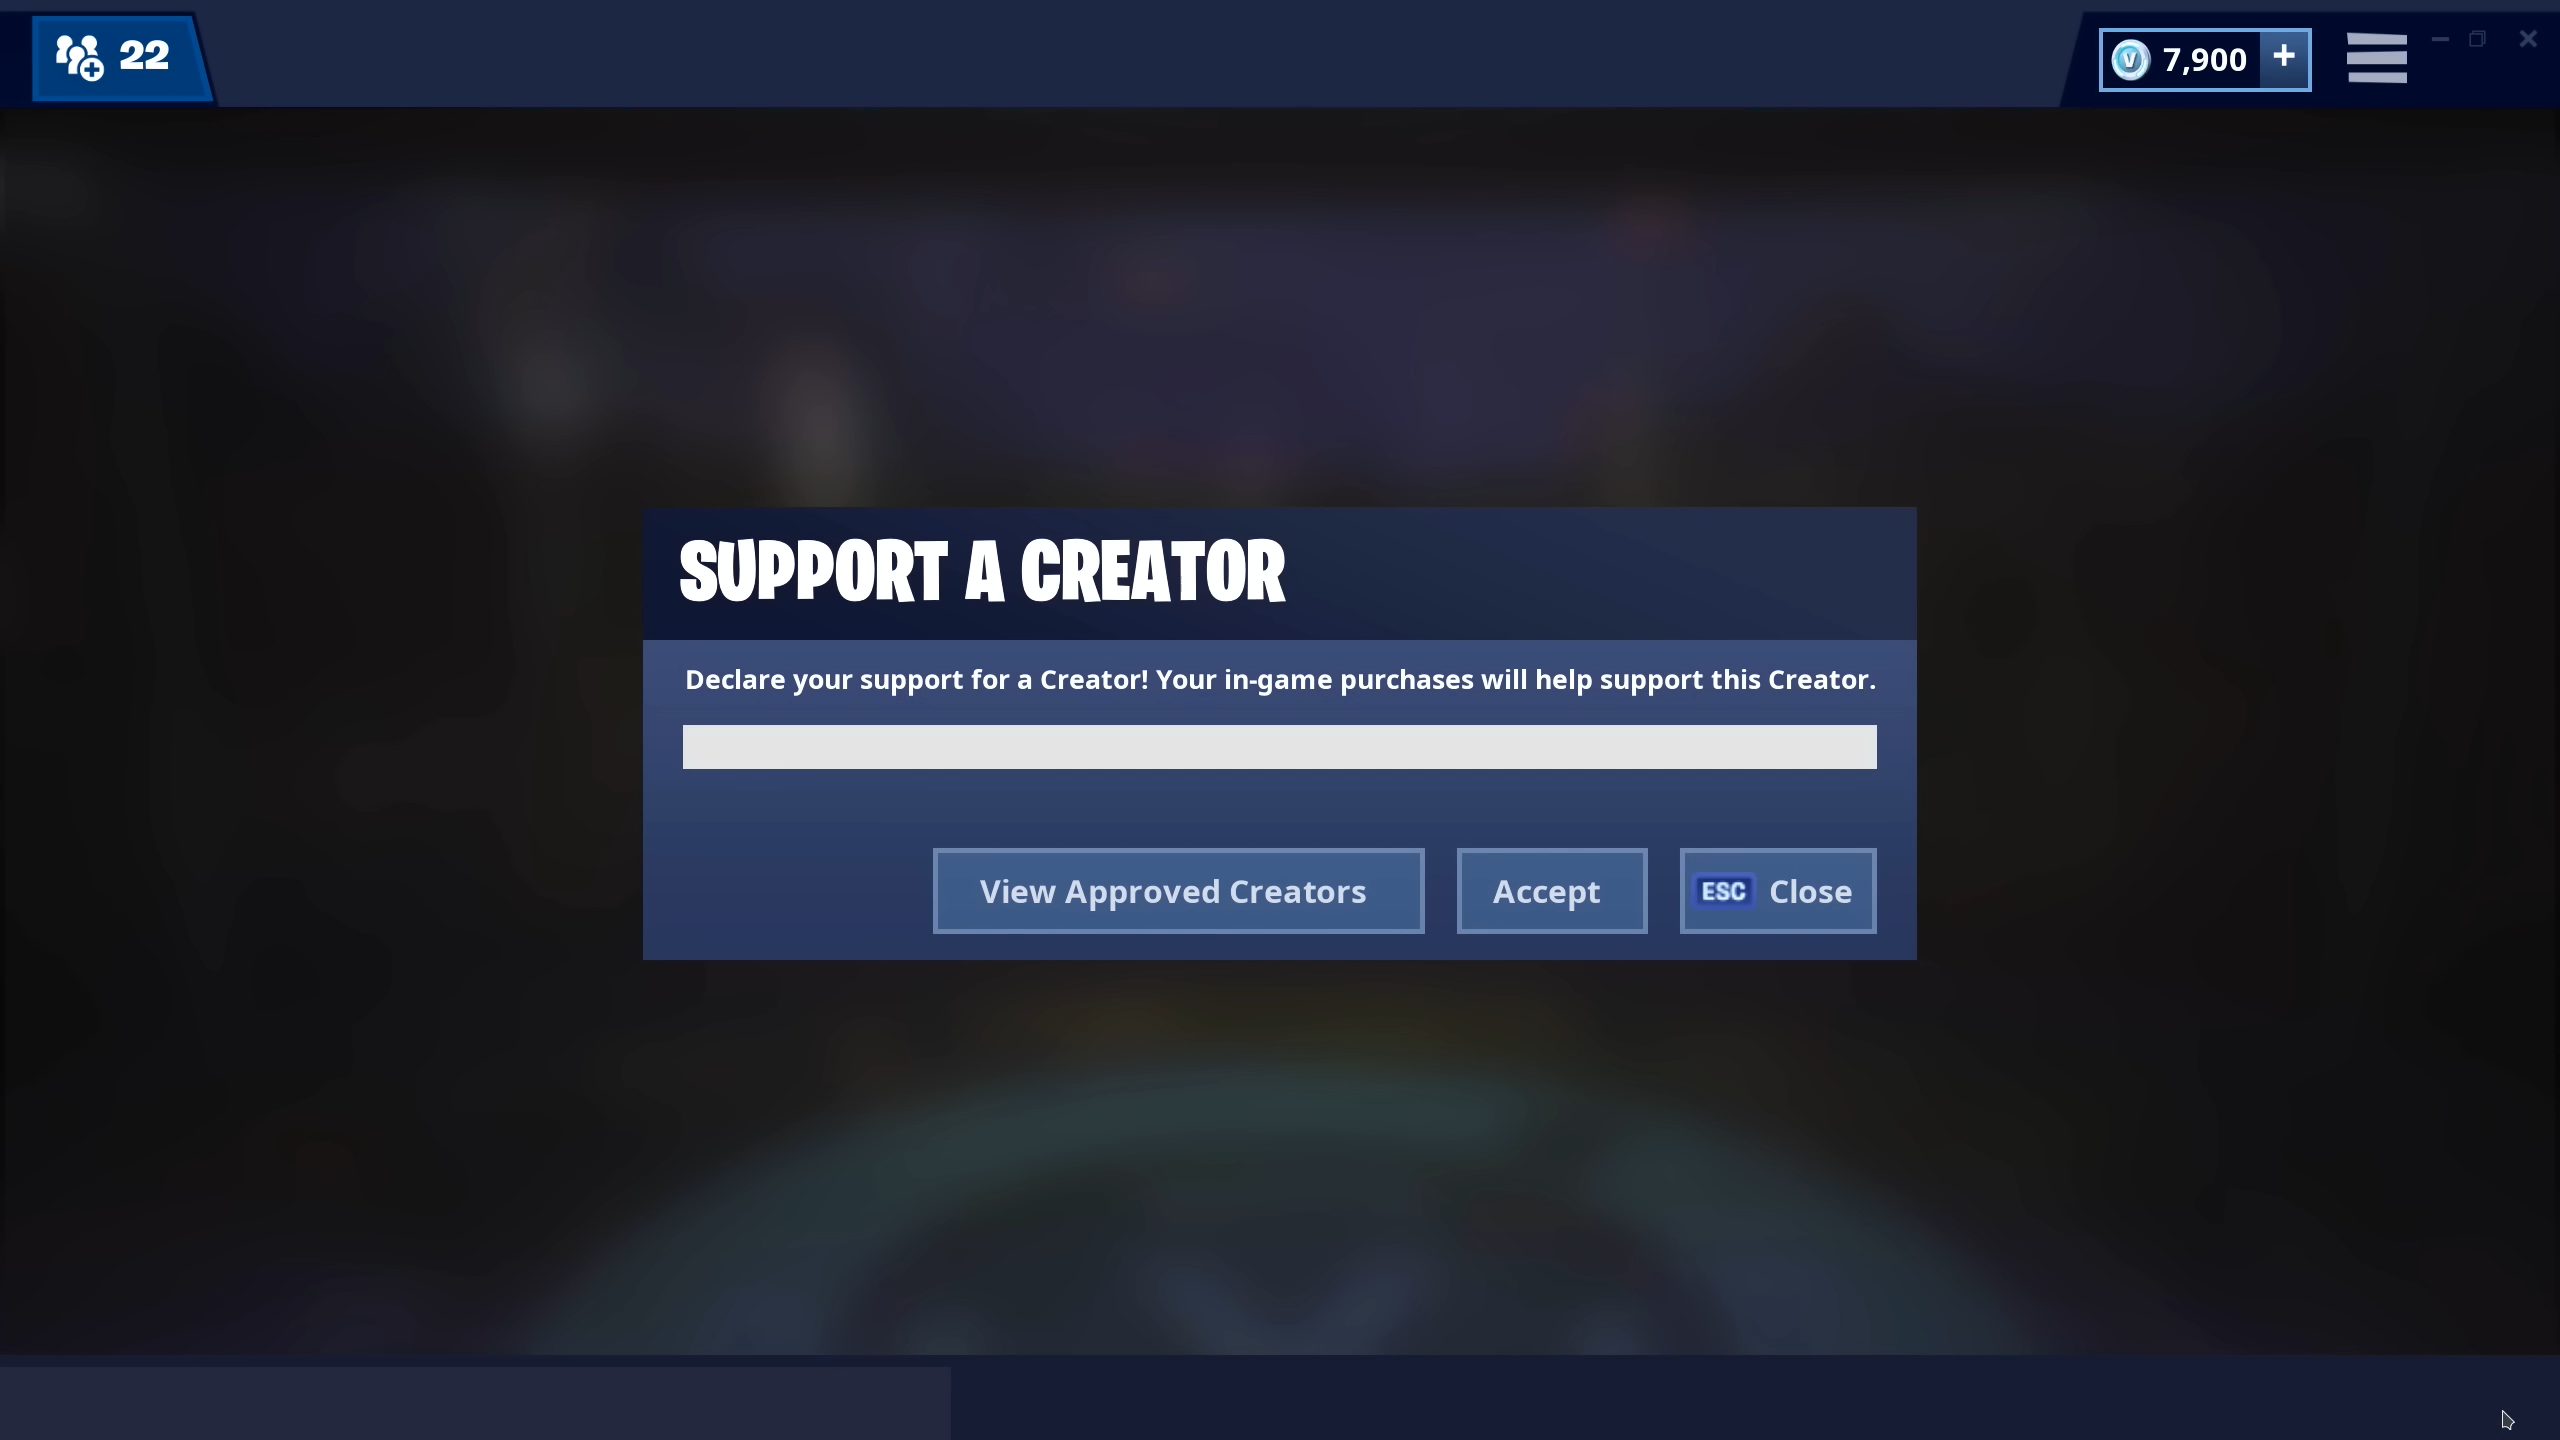 22
7,900 +
SUPPORT A CREATOR
Declare your support for a Creator! Your in-game purchases will help support this Creator.
View Approved Creators
Accept
ESC Close